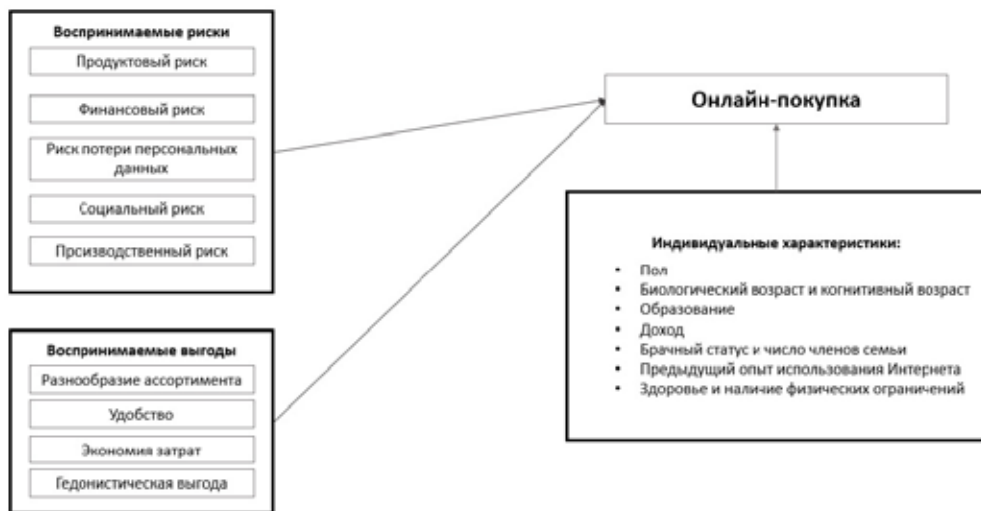 Воспринимаемые риски
Продуктовый риск
Финансовый риск
Риск потери персональных
данных
Социальный риск
Производственный риск
Воспринимаемые выгоды
Разнообразие ассортимента
Удобство
Экономия затрат
Гедонистическая выгода
Онлайн-покупка
Индивидуальные характеристики:
• Пол
• Биологический возраст и когнитивный возраст
• Образование
• Доход
• Брачный статус и число членов семьи
• Предыдущий опыт использования Интернета
• Здоровье и наличие физических ограничений